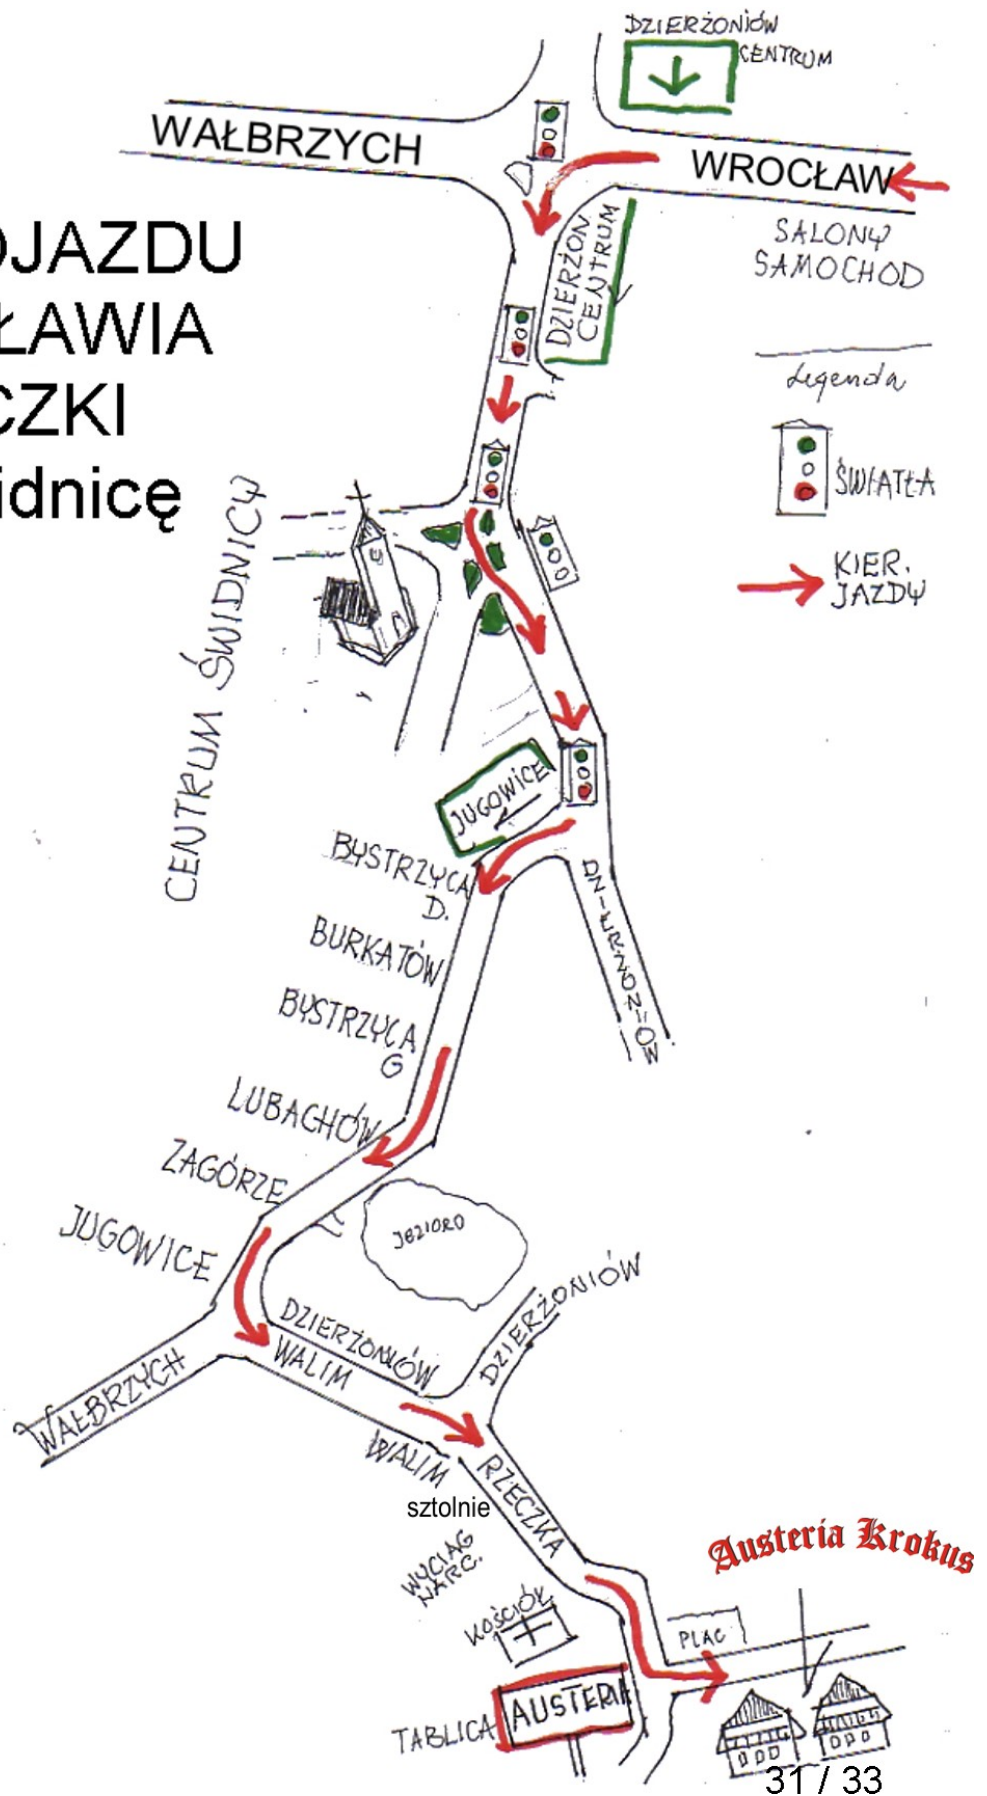 DZIERŻONIÓW
CENTRUM
WAŁBRZYCH
WROCŁAW
OJAZDU
ŁAWIA
CZKI
idnicę
DZIERŻON
CENTRUM
SALONY
SAMOCHOD
Legenda
ŚWIATŁA
KIER.
JAZDY
CENTRUM ŚWIDNICY
JUGOWICE
BYSTRZYCA
D.
DZIERŻONIÓW
BURKATÓW
BYSTRZYCA
G
LUBACHÓW
ZAGÓRZE
JUGOWICE
JEZIORO
DZIERŻONIÓW
DZIERŻONIÓW
WALIM
WAŁBRZYCH
WALIM
RZECZKA
sztolnie
WYCIĄG
NARC.
KOŚCIÓŁ
Austeria Krokus
PLAC
TABLICA
AUSTERIA
31 / 33